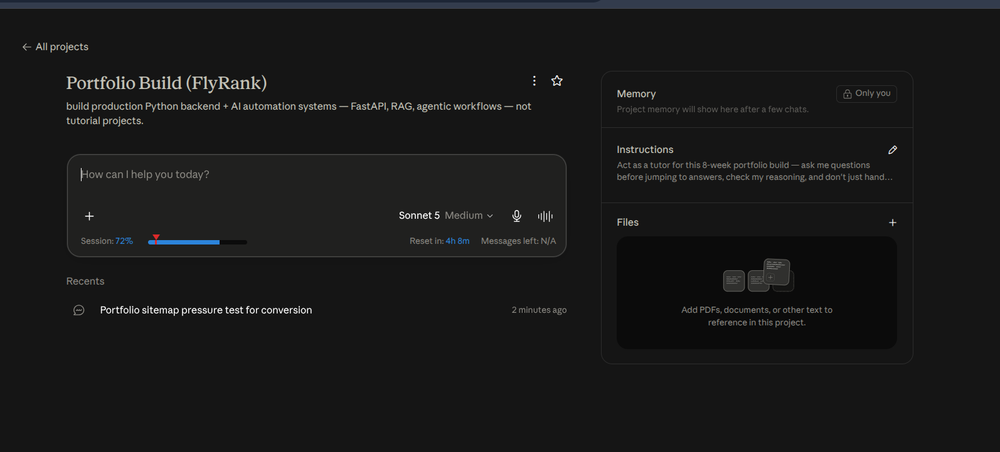 ← All projects
Portfolio Build (FlyRank)
build production Python backend + AI automation systems — FastAPI, RAG, agentic workflows — not
tutorial projects.
How can I help you today?
Sonnet 5 Medium
Session: 72%
Reset in: 4h 8m
Messages left: N/A
Recents
Portfolio sitemap pressure test for conversion
2 minutes ago
Memory
Only you
Project memory will show here after a few chats.
Instructions
Act as a tutor for this 8-week portfolio build — ask me questions
before jumping to answers, check my reasoning, and don't just hand…
Files
Add PDFs, documents, or other text to
reference in this project.